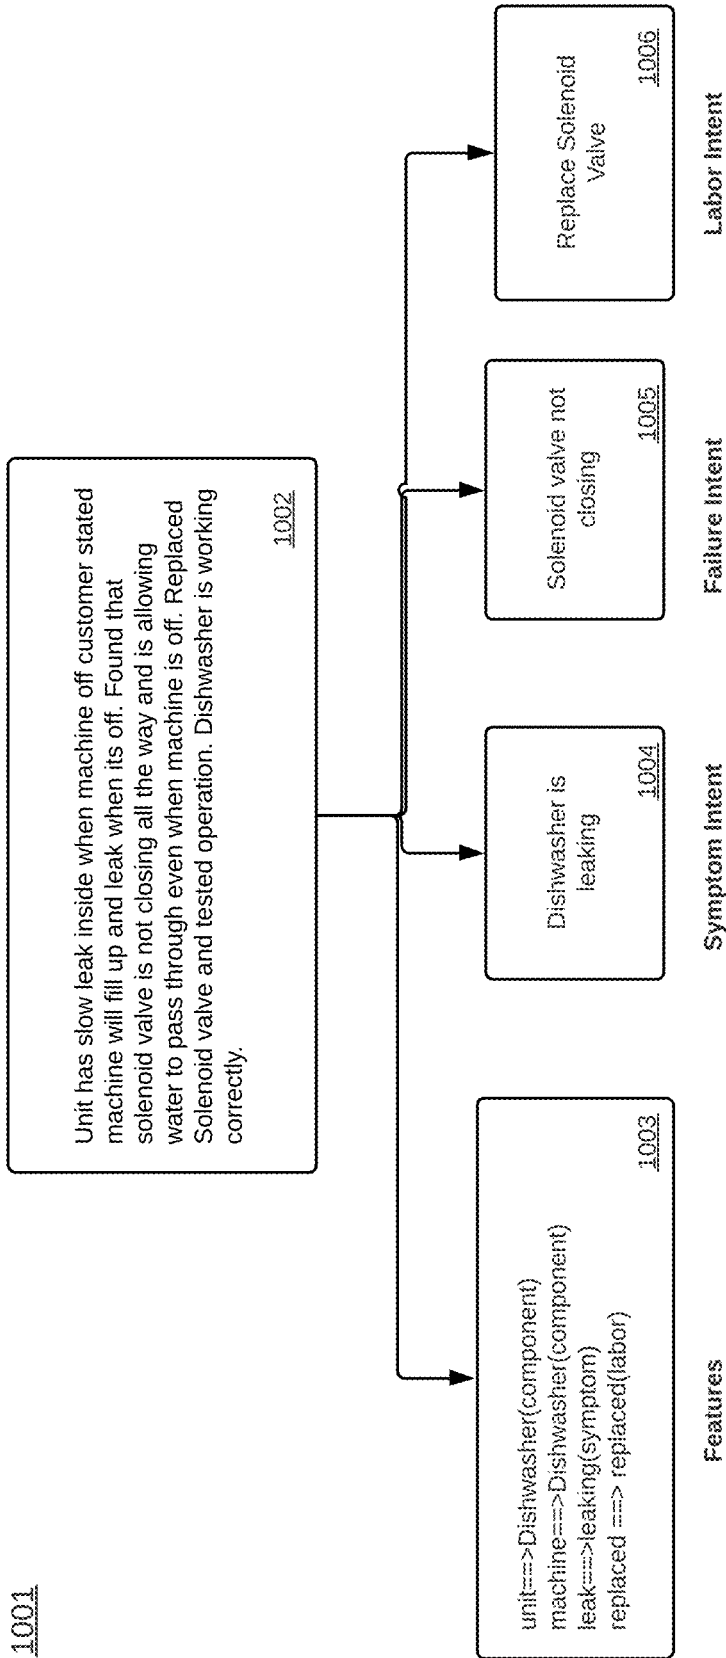 1001
Unit has slow leak inside when machine off customer stated
machine will fill up and leak when its off. Found that
solenoid valve is not closing all the way and is allowing
water to pass through even when machine is off. Replaced
Solenoid valve and tested operation. Dishwasher is working
correctly.
1002
unit==>Dishwasher(component)
machine==>Dishwasher(component)
leak==>leaking(symptom)
replaced ==> replaced(labor)
1003
Features
Dishwasher is
leaking
1004
Symptom Intent
Solenoid valve not
closing
1005
Failure Intent
Replace Solenoid
Valve
1006
Labor Intent